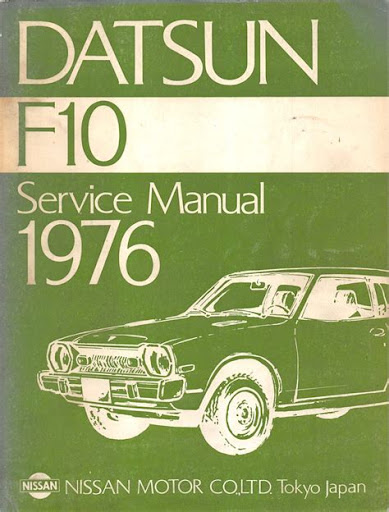 DATSUN
F10
Service Manual
1976
NISSAN NISSAN MOTOR CO.,LTD. Tokyo Japan